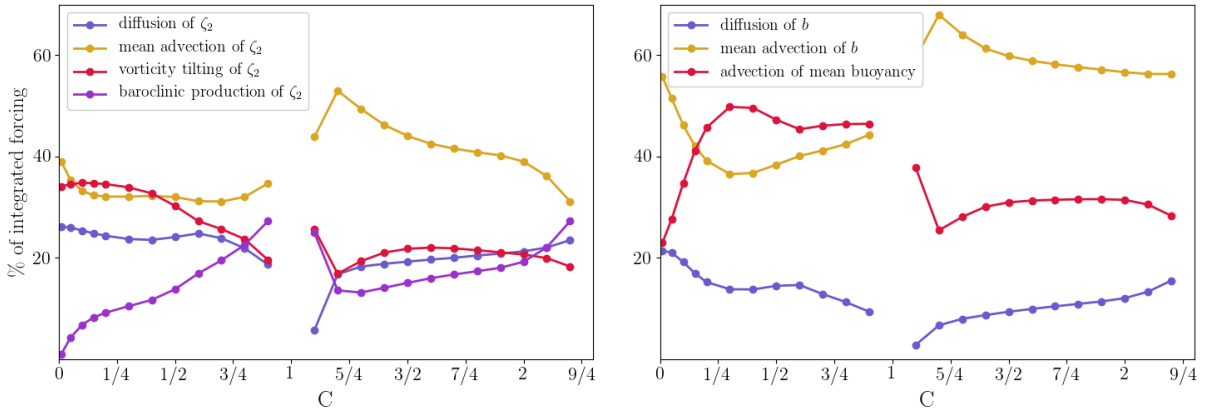 diffusion of ζ₂
mean advection of ζ₂
vorticity tilting of ζ₂
baroclinic production of ζ₂
% of integrated forcing
60
40
20
0 1/4 1/2 3/4 1 5/4 3/2 7/4 2 9/4
C
diffusion of b
mean advection of b
advection of mean buoyancy
60
40
20
0 1/4 1/2 3/4 1 5/4 3/2 7/4 2 9/4
C